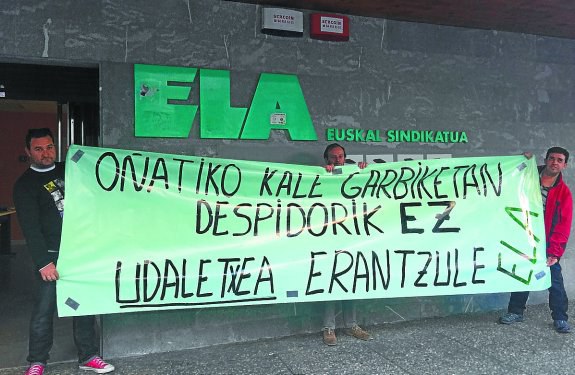 ELA
EUSKAL SINDIKATUA
OÑATIKO KALE GARBIKETAN
DESPIDORIK EZ
UDALETXEA ERANTZULE
ELA